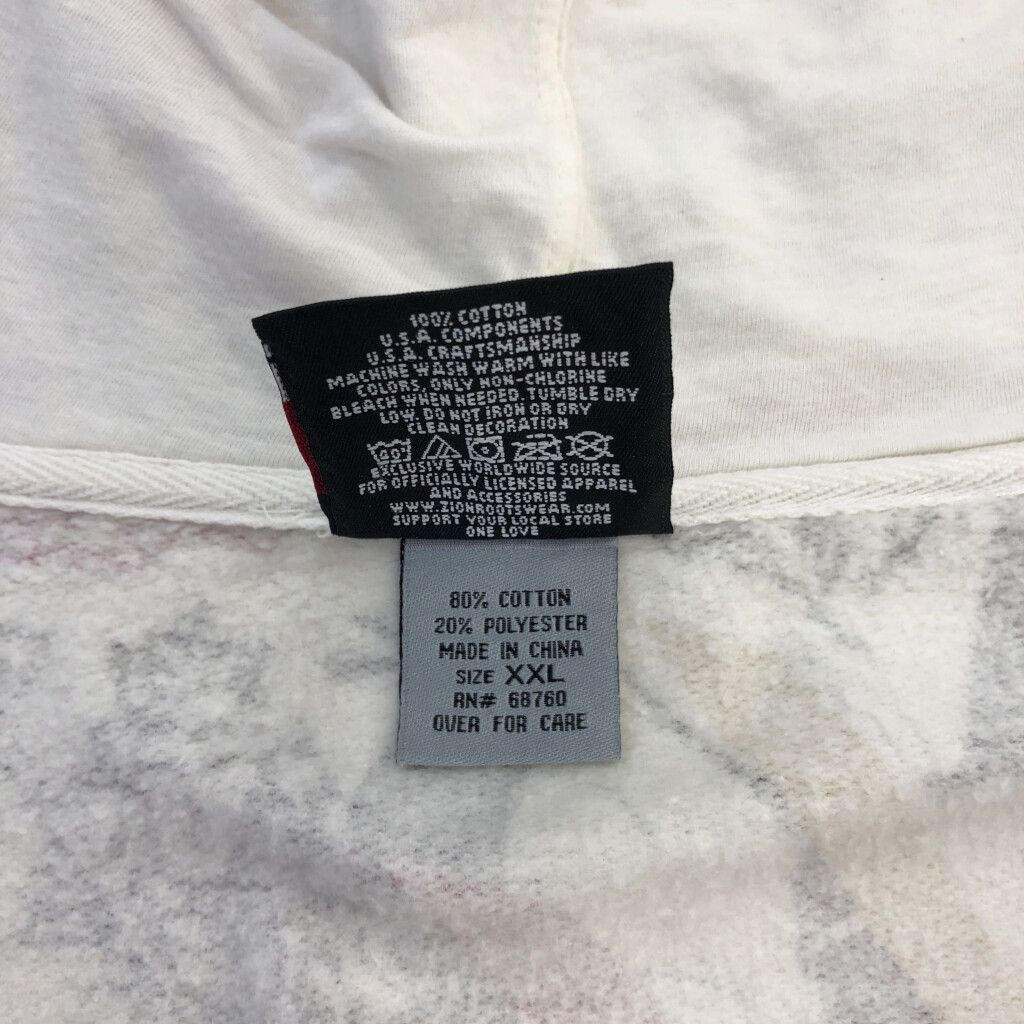 100% COTTON
U.S.A. COMPONENTS
U.S.A. CRAFTSMANSHIP
MACHINE WASH WARM WITH LIKE
COLORS, ONLY NON-CHLORINE
BLEACH WHEN NEEDED, TUMBLE DRY
LOW. DO NOT IRON OR DRY
CLEAN DECORATION
EXCLUSIVE WORLDWIDE SOURCE
FOR OFFICIALLY LICENSED APPAREL
AND ACCESSORIES
WWW.ZIONROOTSWEAR.COM
SUPPORT YOUR LOCAL STORE
ONE LOVE
80% COTTON
20% POLYESTER
MADE IN CHINA
SIZE XXL
RN# 68760
OVER FOR CARE